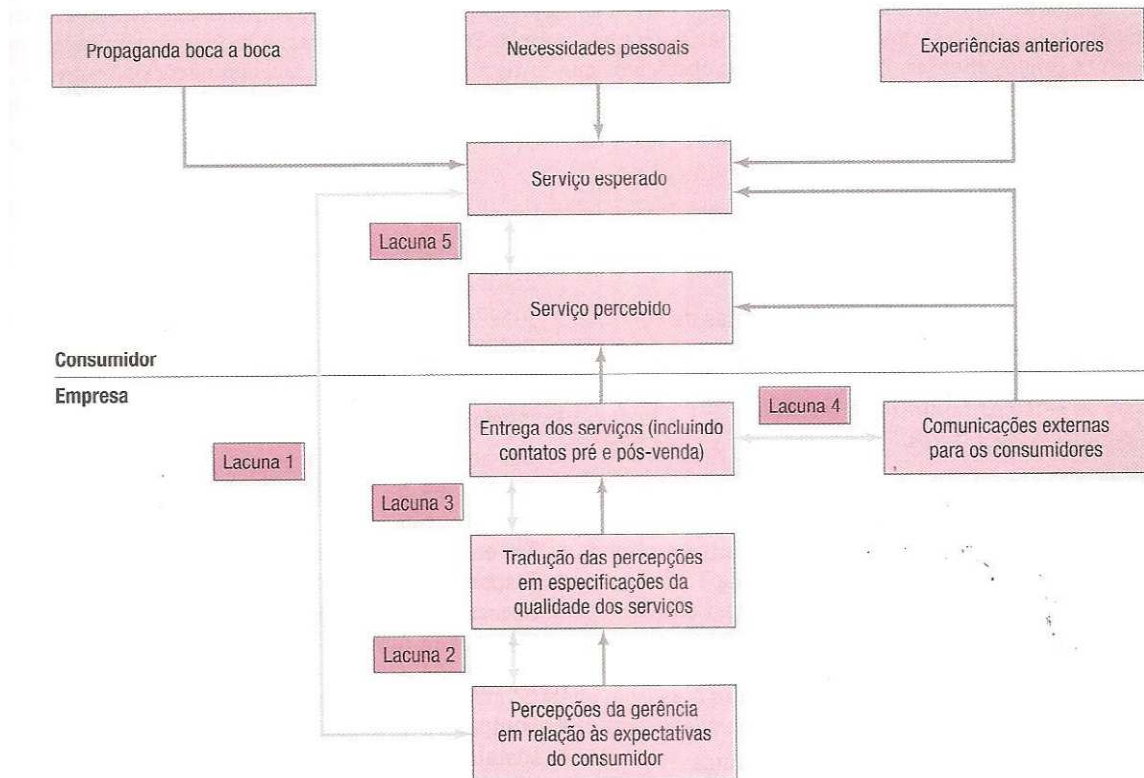 Propaganda boca a boca
Necessidades pessoais
Experiências anteriores
Serviço esperado
Lacuna 5
Serviço percebido
Consumidor
Empresa
Lacuna 1
Entrega dos serviços (incluindo
contatos pré e pós-venda)
Lacuna 4
Comunicações externas
para os consumidores
Lacuna 3
Tradução das percepções
em especificações da
qualidade dos serviços
Lacuna 2
Percepções da gerência
em relação às expectativas
do consumidor